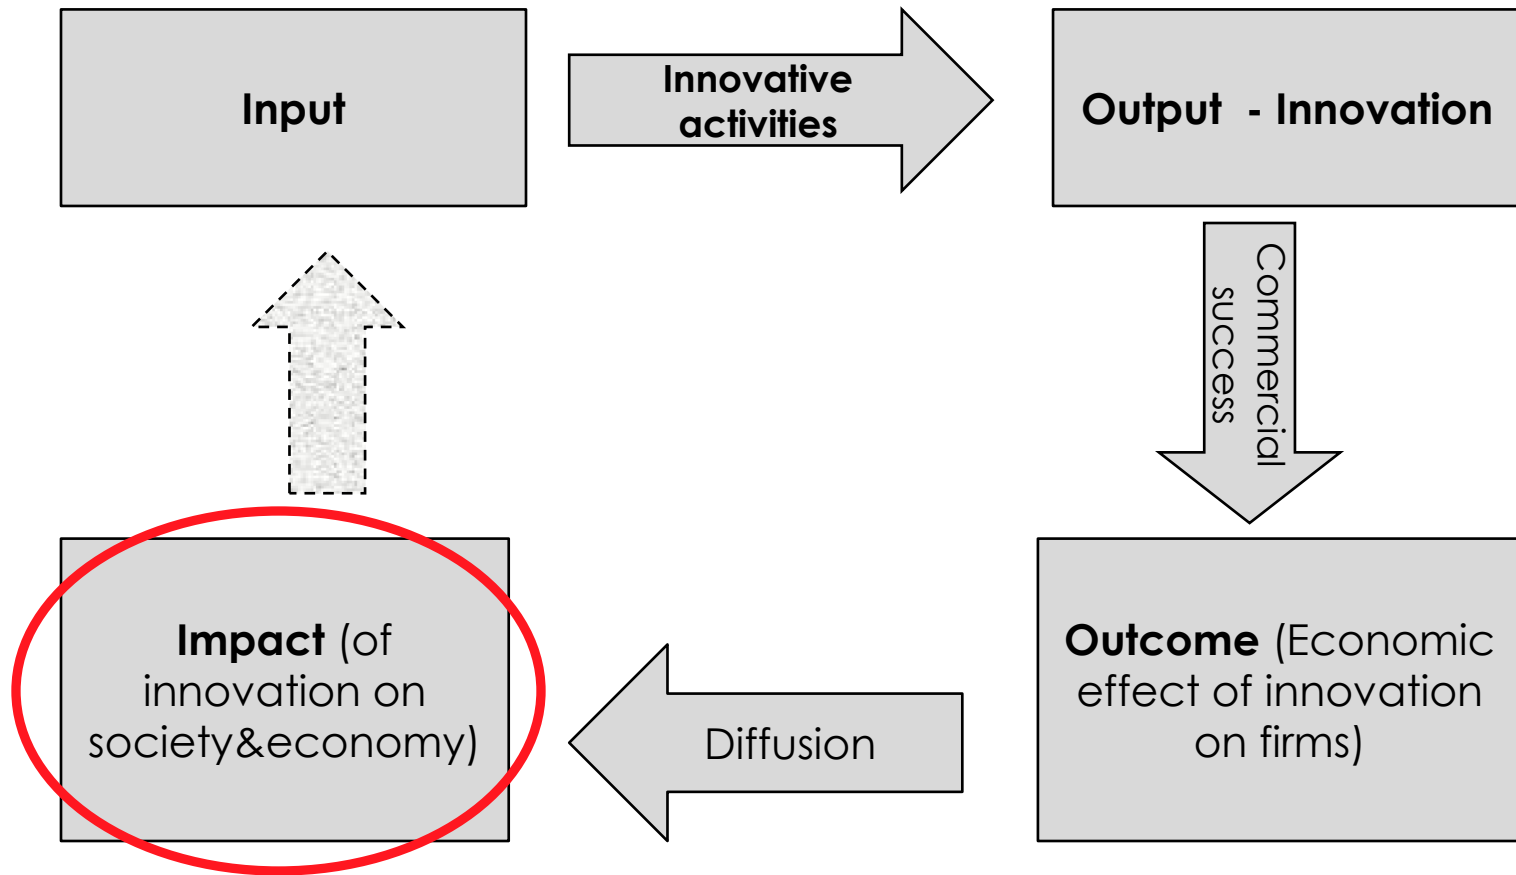 Input
Innovative
activities
Output - Innovation
Commercial
success
Impact (of
innovation on
society&economy)
Diffusion
Outcome (Economic
effect of innovation
on firms)